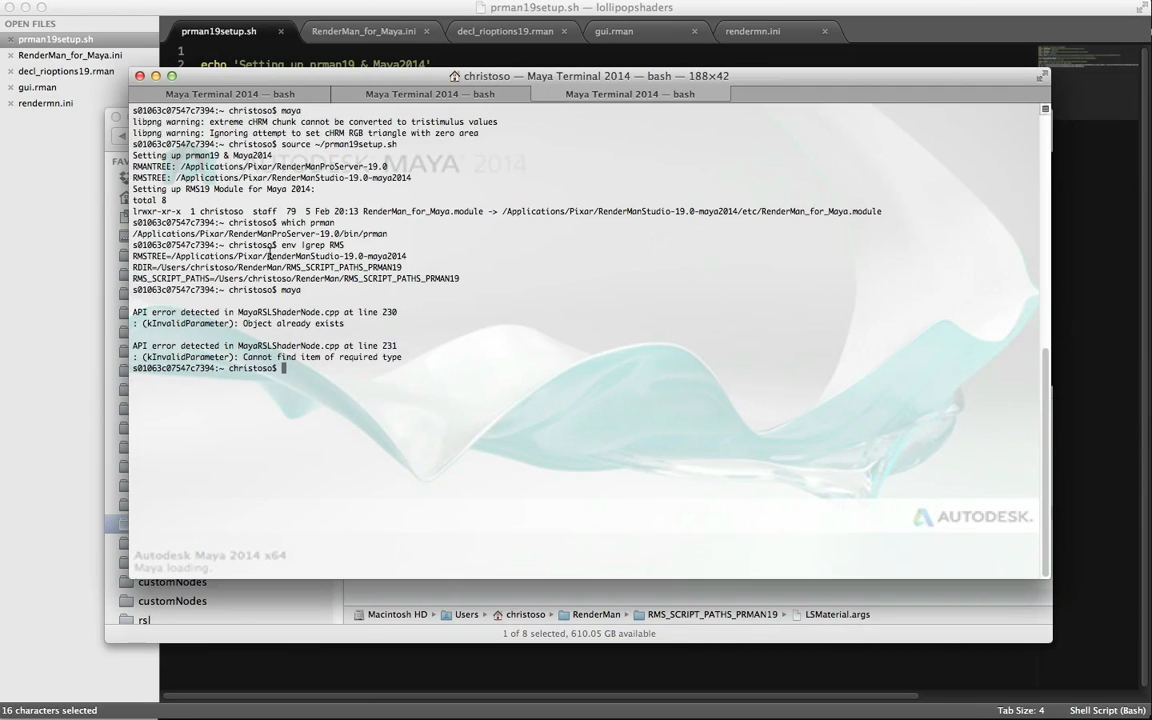 prman19setup.sh — lollipopshaders
OPEN FILES
prman19setup.sh
RenderMan_for_Maya.ini
decl_rioptions19.rman
gui.rman
rendermn.ini
prman19setup.sh
RenderMan_for_Maya.ini
decl_rioptions19.rman
gui.rman
rendermn.ini
1
2
echo 'Setting up prman19 & Maya2014'
christoso — Maya Terminal 2014 — bash — 188×42
Maya Terminal 2014 — bash
Maya Terminal 2014 — bash
Maya Terminal 2014 — bash
s01063c07547c7394:~ christoso$ maya
libpng warning: extreme cHRM chunk cannot be converted to tristimulus values
libpng warning: Ignoring attempt to set cHRM RGB triangle with zero area
s01063c07547c7394:~ christoso$ source ~/prman19setup.sh
Setting up prman19 & Maya2014
AUTODESK MAYA 2014
RMANTREE: /Applications/Pixar/RenderManProServer-19.0
RMSTREE: /Applications/Pixar/RenderManStudio-19.0-maya2014
Setting up RMS19 Module for Maya 2014:
total 8
lrwxr-xr-x 1 christoso staff 79 5 Feb 20:13 RenderMan_for_Maya.module -> /Applications/Pixar/RenderManStudio-19.0-maya2014/etc/RenderMan_for_Maya.module
s01063c07547c7394:~ christoso$ which prman
/Applications/Pixar/RenderManProServer-19.0/bin/prman
s01063c07547c7394:~ christoso$ env |grep RMS
RMSTREE=/Applications/Pixar/RenderManStudio-19.0-maya2014
RDIR=/Users/christoso/RenderMan/RMS_SCRIPT_PATHS_PRMAN19
RMS_SCRIPT_PATHS=/Users/christoso/RenderMan/RMS_SCRIPT_PATHS_PRMAN19
s01063c07547c7394:~ christoso$ maya
API error detected in MayaRSLShaderNode.cpp at line 230
: (kInvalidParameter): Object already exists
API error detected in MayaRSLShaderNode.cpp at line 231
: (kInvalidParameter): Cannot find item of required type
s01063c07547c7394:~ christoso$
AUTODESK.
Autodesk Maya 2014 x64
Maya loading.
FAV
customNodes
customNodes
rsl
Macintosh HD ▸ Users ▸ christoso ▸ RenderMan ▸ RMS_SCRIPT_PATHS_PRMAN19 ▸ LSMaterial.args
1 of 8 selected, 610.05 GB available
16 characters selected
Tab Size: 4
Shell Script (Bash)